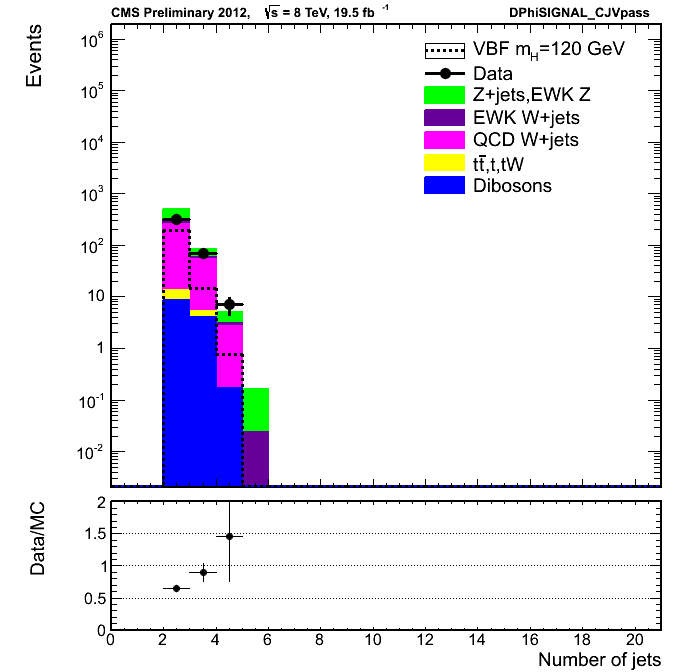 CMS Preliminary 2012, √s = 8 TeV, 19.5 fb⁻¹ DPhiSIGNAL_CJVpass
Events
10⁶
10⁵
10⁴
10³
10²
10
1
10⁻¹
10⁻²
VBF m_H=120 GeV
Data
Z+jets,EWK Z
EWK W+jets
QCD W+jets
tt̄,t,tW
Dibosons
Data/MC
2
1.5
1
0.5
0
0 2 4 6 8 10 12 14 16 18 20
Number of jets